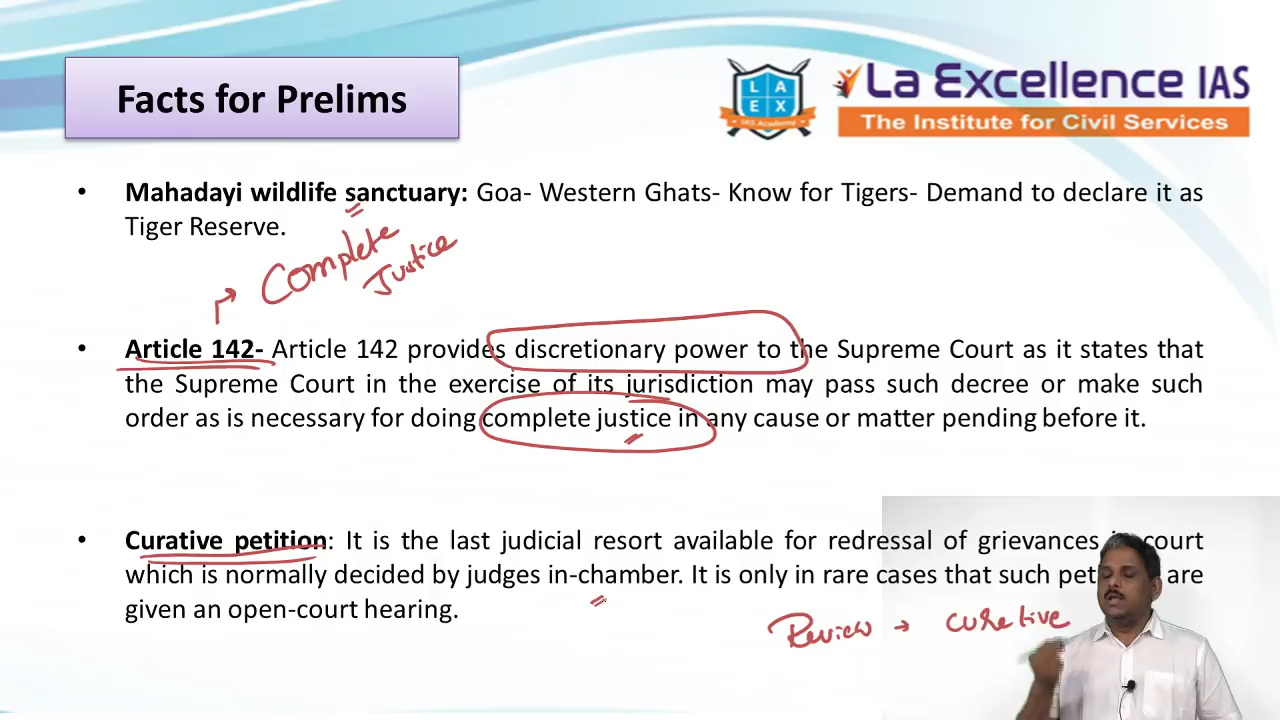 Facts for Prelims
LA
EX
IAS Academy
La Excellence IAS
The Institute for Civil Services
• Mahadayi wildlife sanctuary: Goa- Western Ghats- Know for Tigers- Demand to declare it as
Tiger Reserve.
Complete
Justice
• Article 142- Article 142 provides discretionary power to the Supreme Court as it states that
the Supreme Court in the exercise of its jurisdiction may pass such decree or make such
order as is necessary for doing complete justice in any cause or matter pending before it.
• Curative petition: It is the last judicial resort available for redressal of grievances in court
which is normally decided by judges in-chamber. It is only in rare cases that such are
given an open-court hearing.
Review → curative